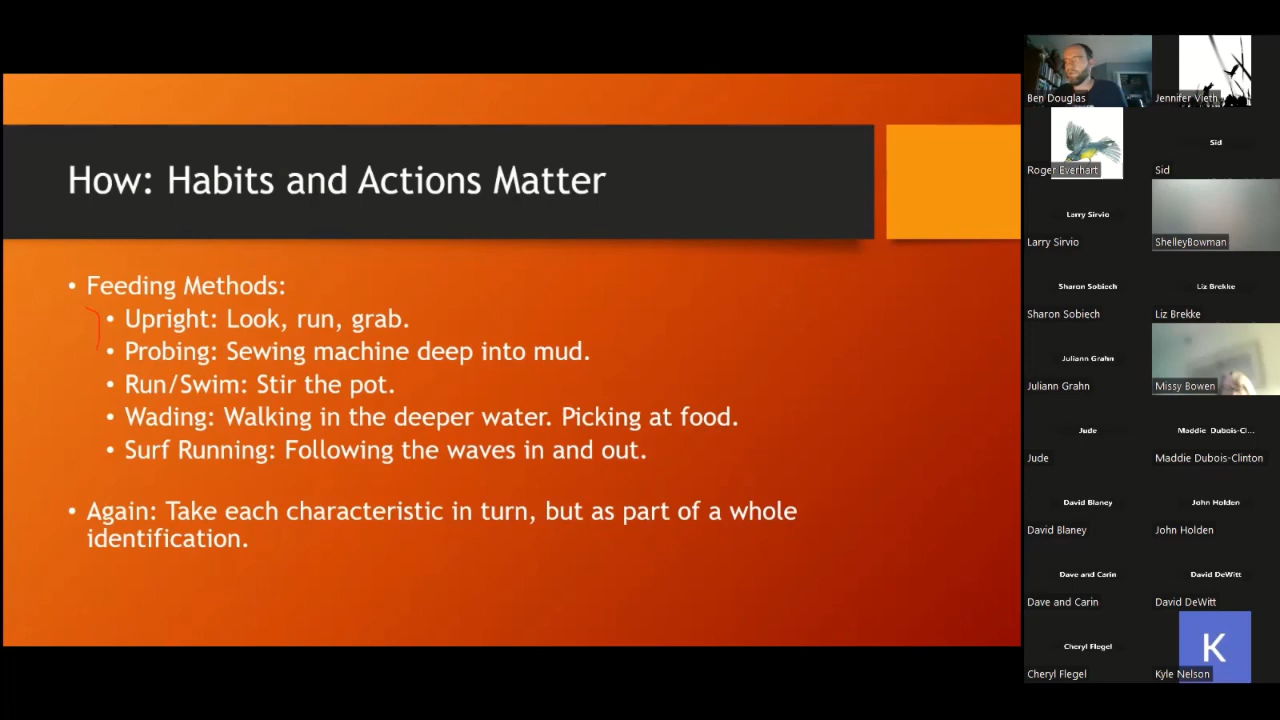 How: Habits and Actions Matter
• Feeding Methods:
• Upright: Look, run, grab.
• Probing: Sewing machine deep into mud.
• Run/Swim: Stir the pot.
• Wading: Walking in the deeper water. Picking at food.
• Surf Running: Following the waves in and out.
• Again: Take each characteristic in turn, but as part of a whole
identification.
Ben Douglas
Jennifer Vieth
Roger Everhart
Sid
Sid
Larry Sirvio
Larry Sirvio
ShelleyBowman
Sharon Sobiech
Sharon Sobiech
Liz Brekke
Liz Brekke
Juliann Grahn
Juliann Grahn
Missy Bowen
Jude
Jude
Maddie Dubois-Cl...
Maddie Dubois-Clinton
David Blaney
David Blaney
John Holden
John Holden
Dave and Carin
Dave and Carin
David DeWitt
David DeWitt
Cheryl Flegel
Cheryl Flegel
K
Kyle Nelson